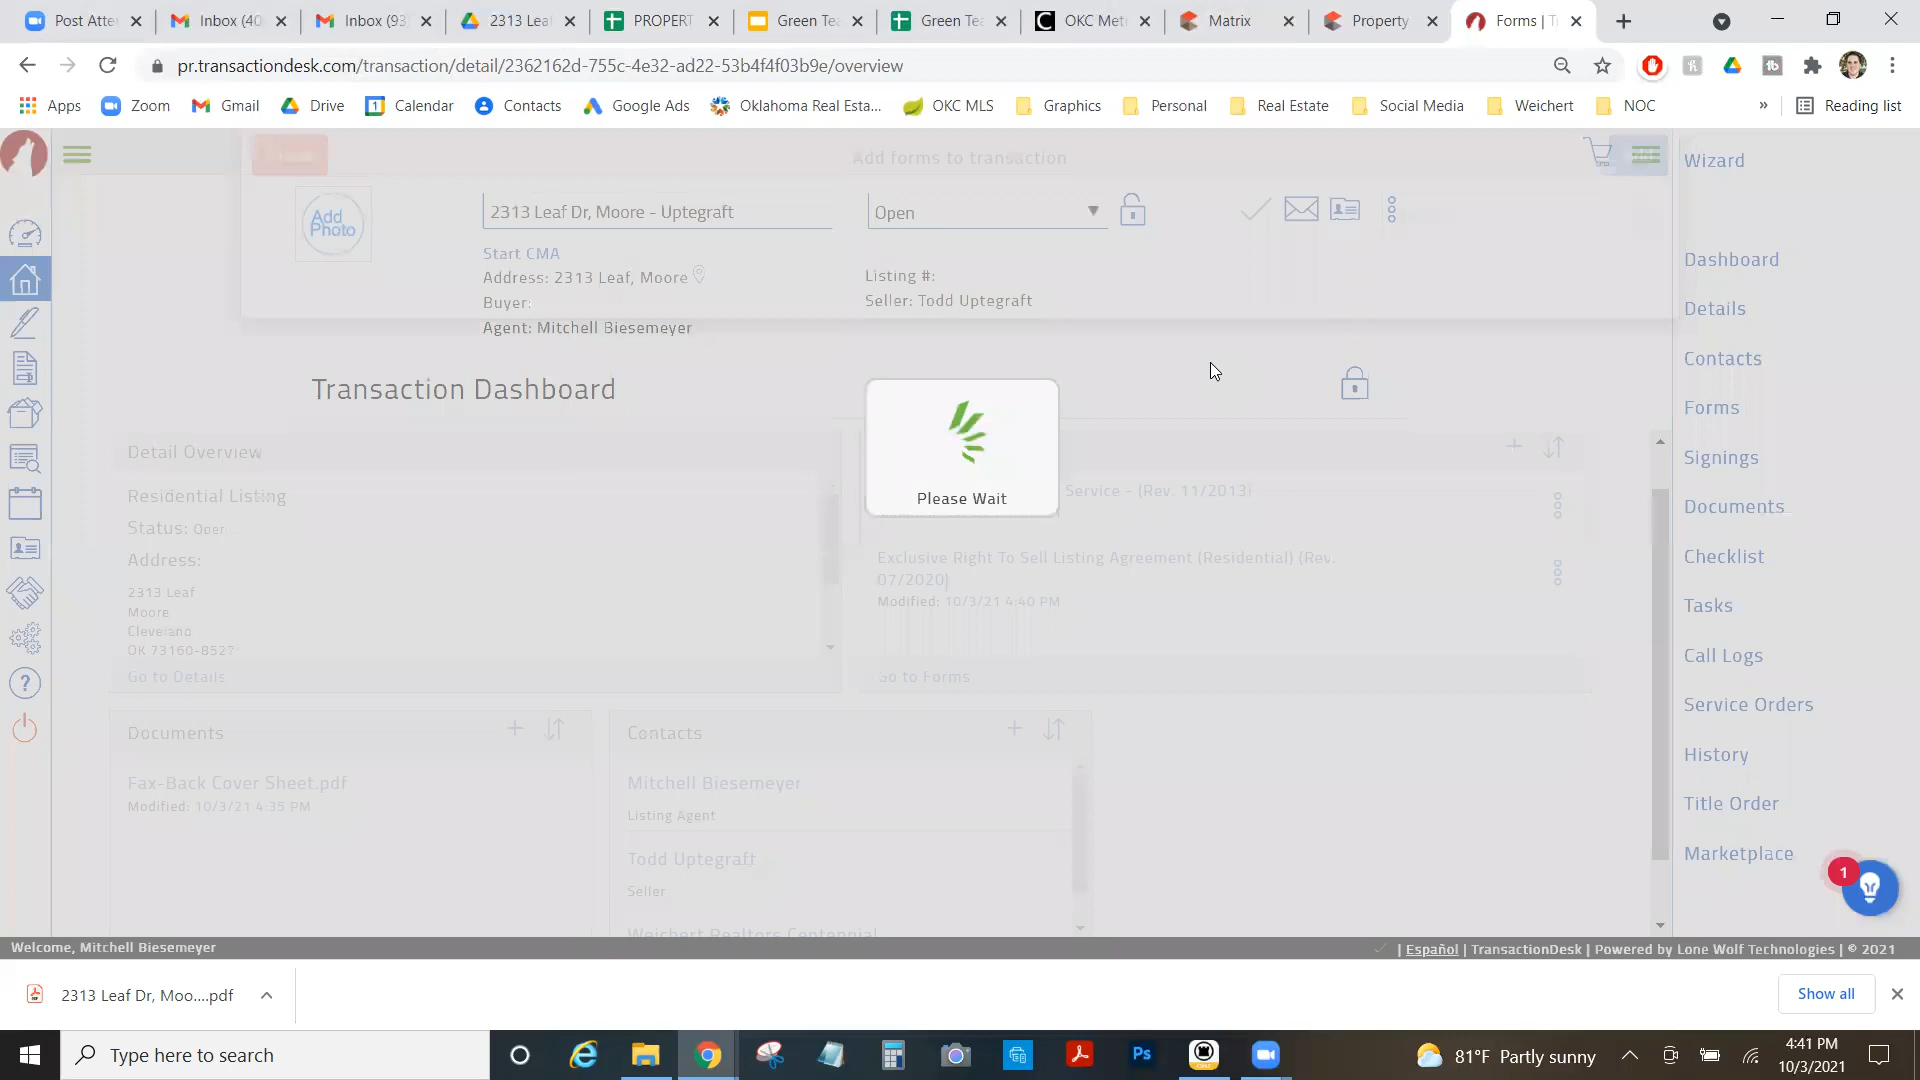 Post Atte
Inbox (40
Inbox (93
2313 Lea
PROPERT
Green Tea
Green Tea
OKC Met
Matrix
Property
Forms | T
pr.transactiondesk.com/transaction/detail/2362162d-755c-4e32-ad22-53b4f4f03b9e/overview
Apps
Zoom
Gmail
Drive
Calendar
Contacts
Google Ads
Oklahoma Real Esta...
OKC MLS
Graphics
Personal
Real Estate
Social Media
Weichert
NOC
»
Reading list
Add forms to transaction
Add
Photo
2313 Leaf Dr, Moore - Uptegraft
Open
Start CMA
Address: 2313 Leaf, Moore
Buyer:
Agent: Mitchell Biesemeyer
Listing #:
Seller: Todd Uptegraft
Transaction Dashboard
Detail Overview
Residential Listing
Status: Open
Address:
2313 Leaf
Moore
Cleveland
OK 73160-8527
Go to Details
Please Wait
Service - (Rev. 11/2013)
Exclusive Right To Sell Listing Agreement (Residential) (Rev.
07/2020)
Modified: 10/3/21 4:40 PM
Go to Forms
Documents
Fax-Back Cover Sheet.pdf
Modified: 10/3/21 4:35 PM
Contacts
Mitchell Biesemeyer
Listing Agent
Todd Uptegraft
Seller
Weichert Realtors Centennial
Wizard
Dashboard
Details
Contacts
Forms
Signings
Documents
Checklist
Tasks
Call Logs
Service Orders
History
Title Order
Marketplace
1
Welcome, Mitchell Biesemeyer
| Español | TransactionDesk | Powered by Lone Wolf Technologies | © 2021
2313 Leaf Dr, Moo....pdf
Show all
Type here to search
Ps
81°F Partly sunny
4:41 PM
10/3/2021